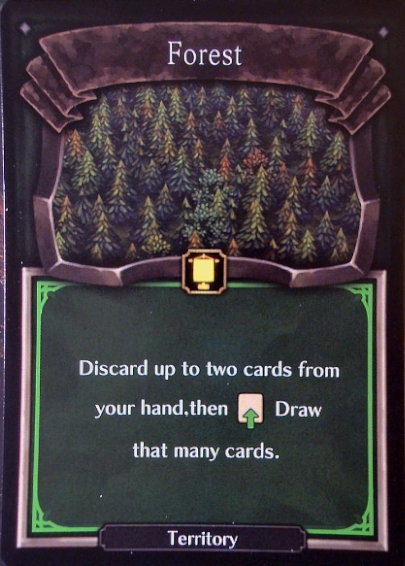 Forest
Discard up to two cards from
your hand,then Draw
that many cards.
Territory